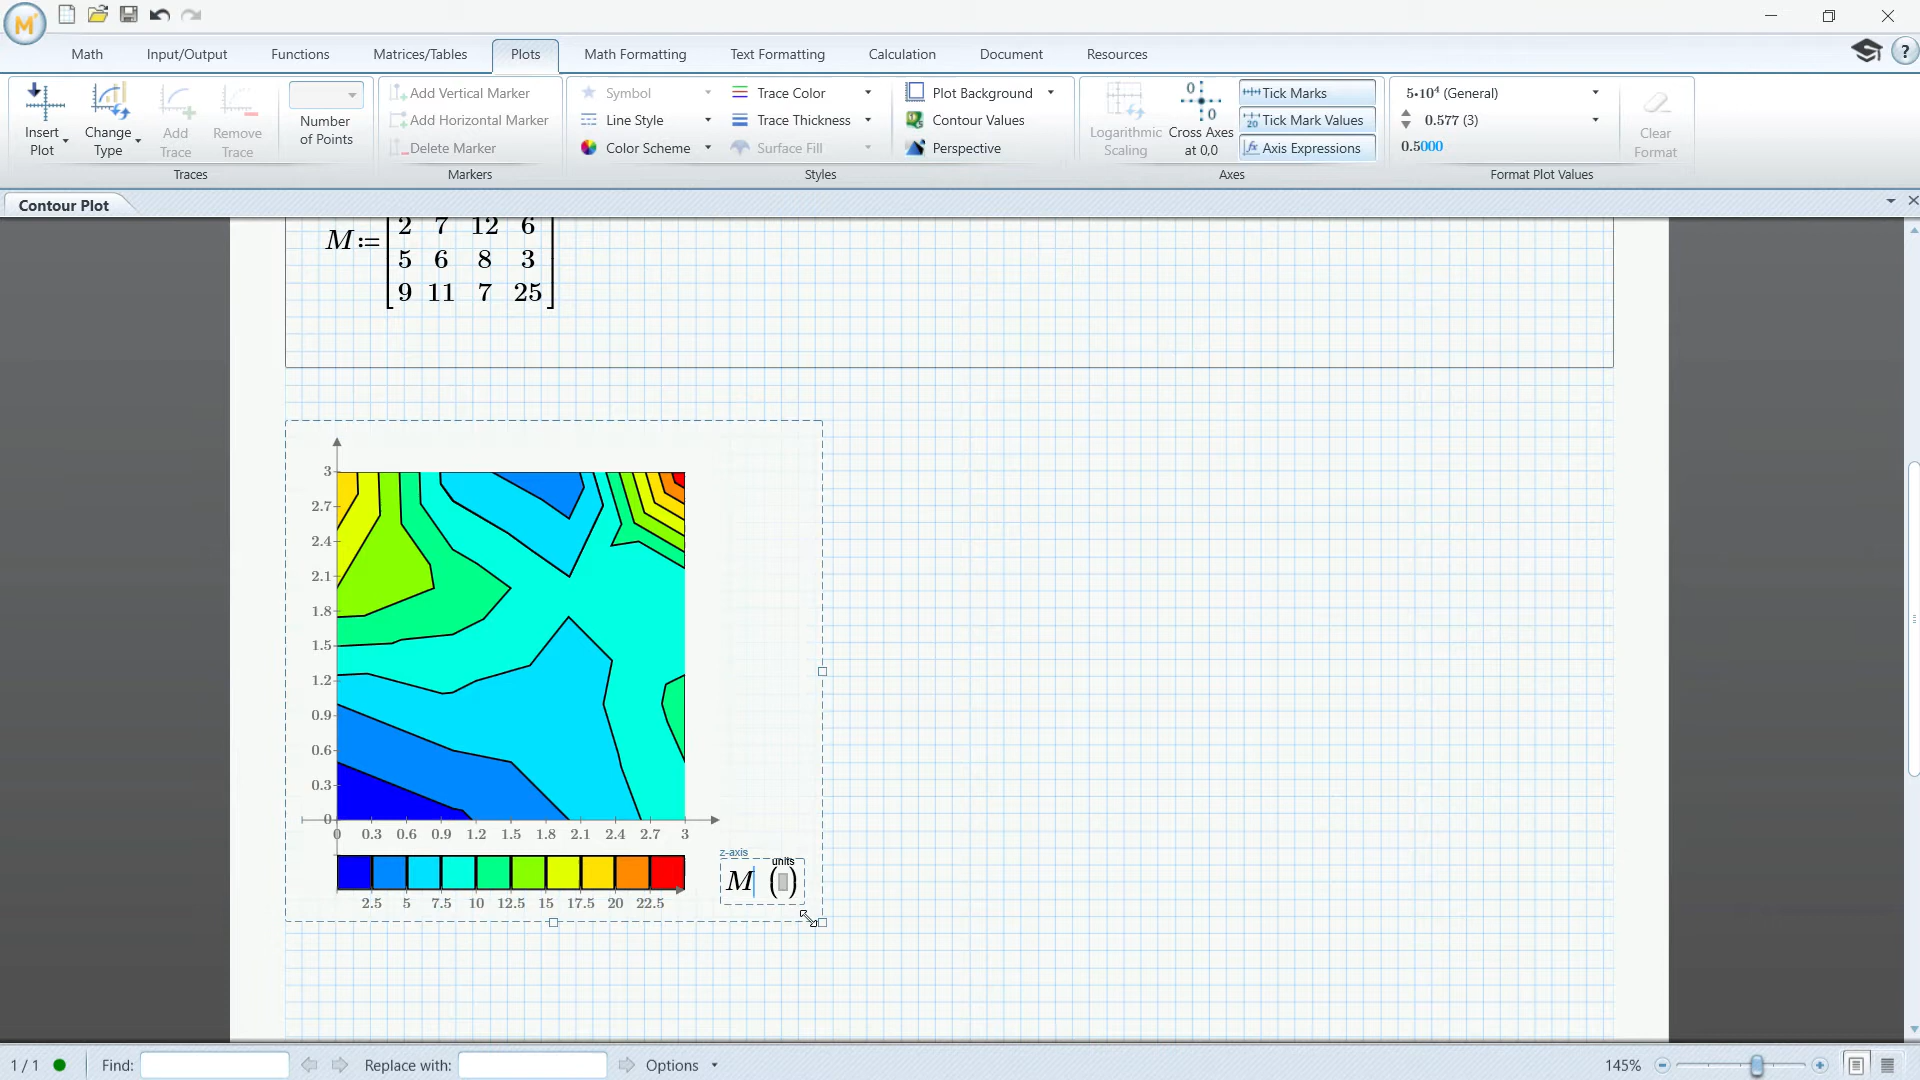 Math Input/Output Functions Matrices/Tables Plots Math Formatting Text Formatting Calculation Document Resources
?
Insert Plot
Change Type
Add Trace
Remove Trace
Number of Points
Traces
Add Vertical Marker
Add Horizontal Marker
Delete Marker
Markers
Symbol
Line Style
Color Scheme
Trace Color
Trace Thickness
Surface Fill
Plot Background
Contour Values
Perspective
Styles
Logarithmic Scaling
Cross Axes at 0,0
Tick Marks
Tick Mark Values
Axis Expressions
Axes
5•10⁴ (General)
0.577 (3)
0.5000
Format Plot Values
Clear Format
Contour Plot
M:=
2 7 12 6
5 6 8 3
9 11 7 25
3
2.7
2.4
2.1
1.8
1.5
1.2
0.9
0.6
0.3
0
0 0.3 0.6 0.9 1.2 1.5 1.8 2.1 2.4 2.7 3
z-axis
units
M ()
2.5 5 7.5 10 12.5 15 17.5 20 22.5
1 / 1 Find: Replace with: Options 145%